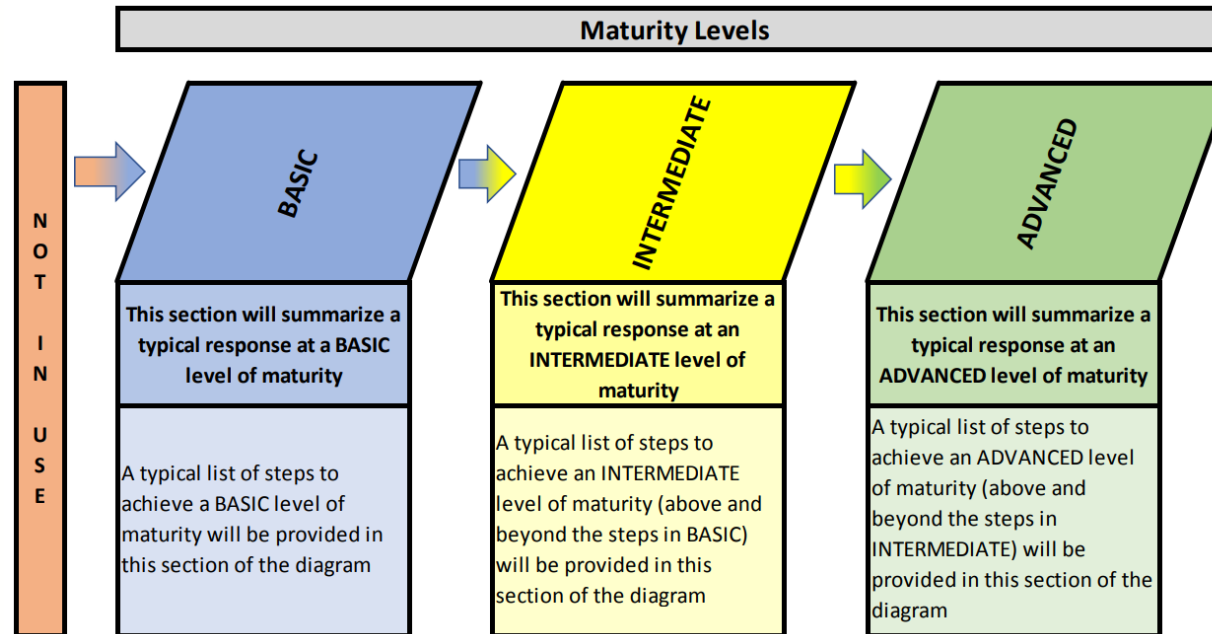 Maturity Levels
NOT IN USE
BASIC
INTERMEDIATE
ADVANCED
This section will summarize a
typical response at a BASIC
level of maturity
This section will summarize a
typical response at an
INTERMEDIATE level of
maturity
This section will summarize a
typical response at an
ADVANCED level of maturity
A typical list of steps to
achieve a BASIC level of
maturity will be provided in
this section of the diagram
A typical list of steps to
achieve an INTERMEDIATE
level of maturity (above and
beyond the steps in BASIC)
will be provided in this
section of the diagram
A typical list of steps to
achieve an ADVANCED level
of maturity (above and
beyond the steps in
INTERMEDIATE) will be
provided in this section of the
diagram